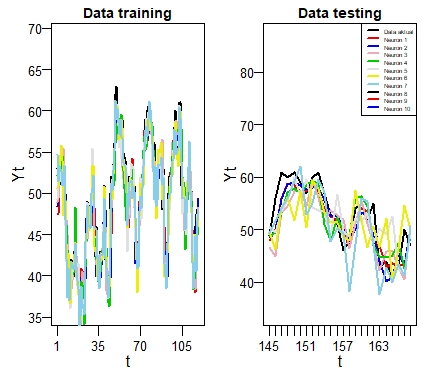 Data training
Yt
70
65
60
55
50
45
40
35
1
35
70
105
t
Data testing
Yt
80
70
60
50
40
145
151
157
163
t
Data aktual
Neuron 1
Neuron 2
Neuron 3
Neuron 4
Neuron 5
Neuron 6
Neuron 7
Neuron 8
Neuron 9
Neuron 10